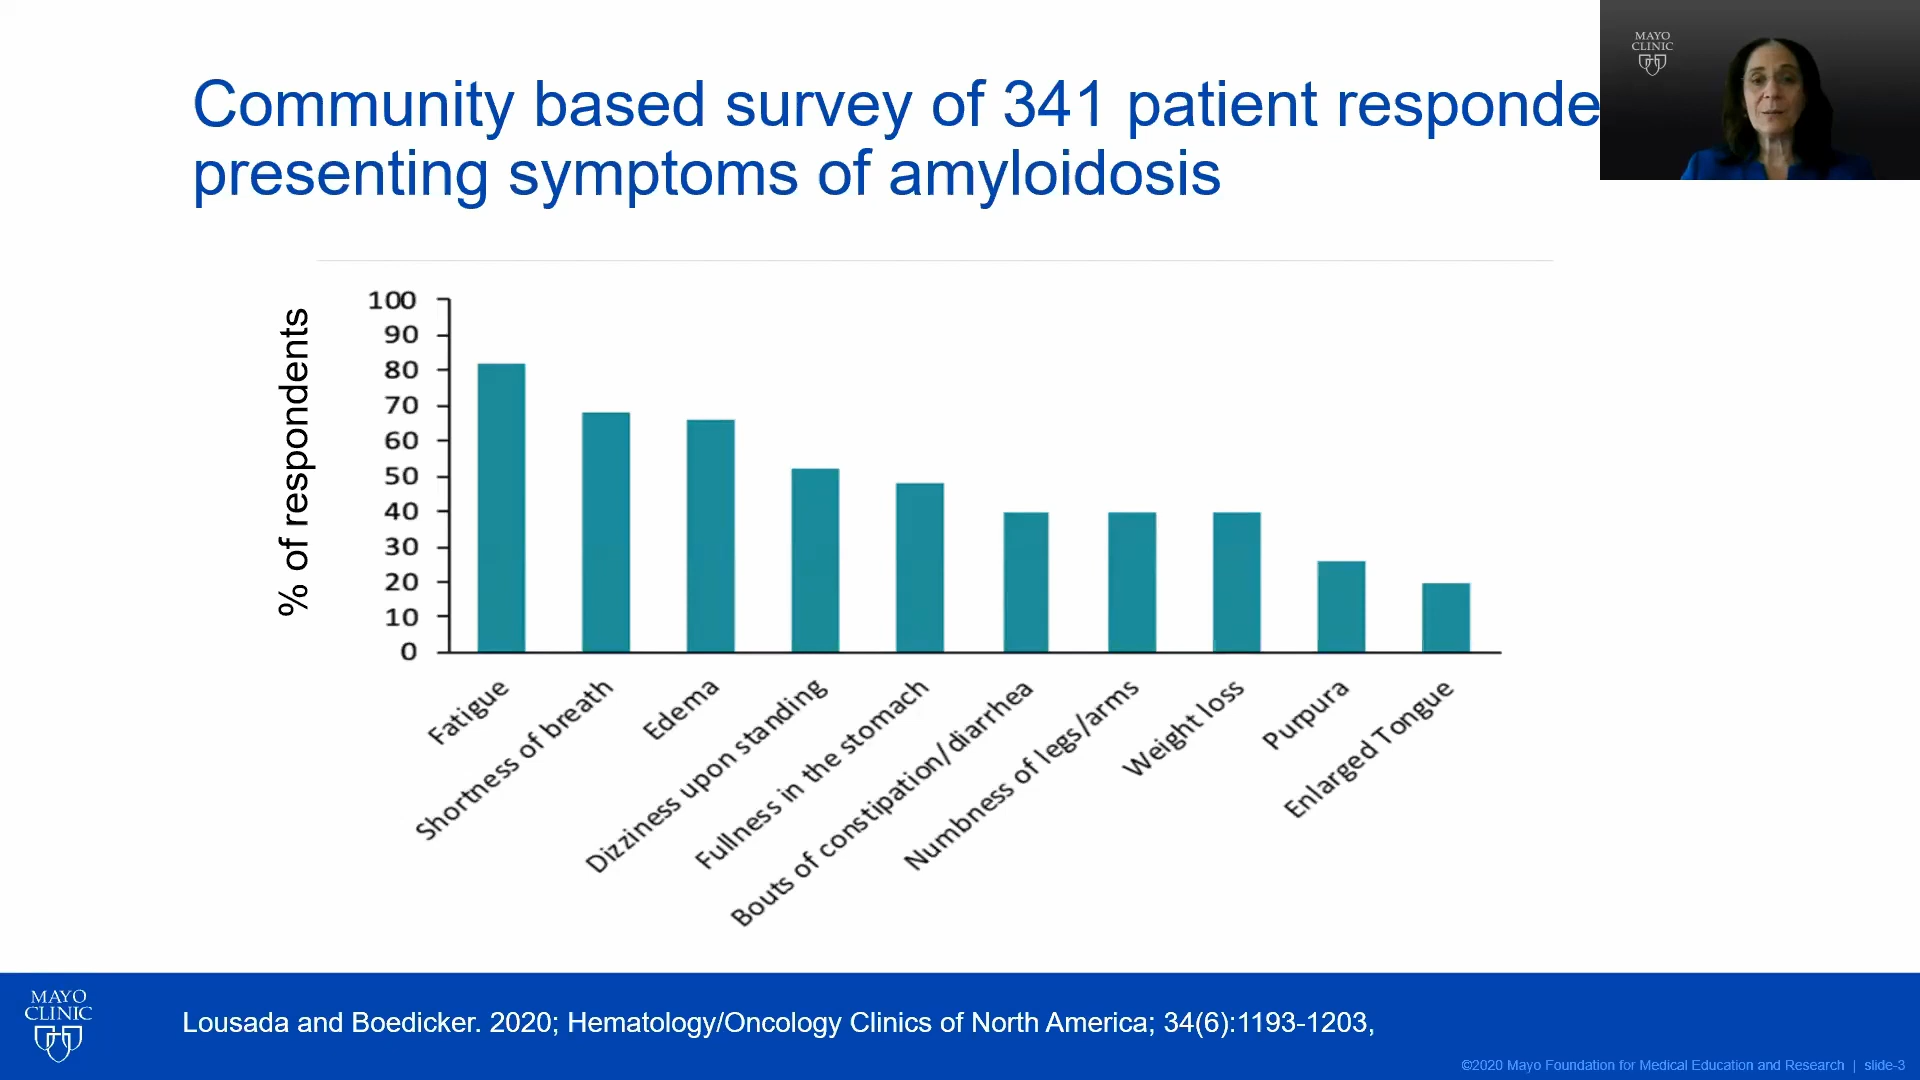 Community based survey of 341 patient responde
presenting symptoms of amyloidosis
MAYO
CLINIC
% of respondents
100
90
80
70
60
50
40
30
20
10
0
Fatigue
Shortness of breath
Edema
Dizziness upon standing
Fullness in the stomach
Bouts of constipation/diarrhea
Numbness of legs/arms
Weight loss
Purpura
Enlarged Tongue
MAYO
CLINIC
Lousada and Boedicker. 2020; Hematology/Oncology Clinics of North America; 34(6):1193-1203,
©2020 Mayo Foundation for Medical Education and Research | slide-3